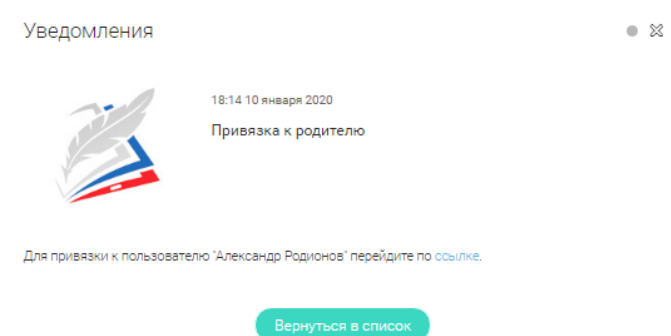 Уведомления
18:14 10 января 2020
Привязка к родителю
Для привязки к пользователю "Александр Родионов" перейдите по ссылке.
Вернуться в список